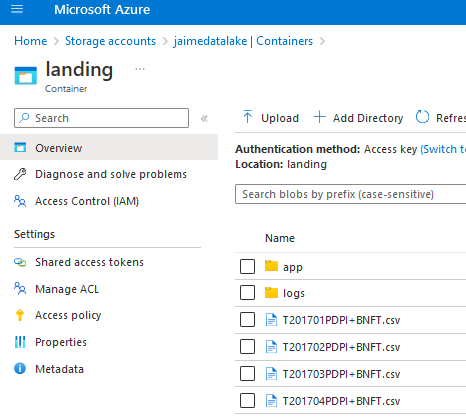 Microsoft Azure
Home > Storage accounts > jaimedatalake | Containers >
landing ...
Container
Search
Overview
Diagnose and solve problems
Access Control (IAM)
Settings
Shared access tokens
Manage ACL
Access policy
Properties
Metadata
Upload Add Directory Refres
Authentication method: Access key (Switch to
Location: landing
Search blobs by prefix (case-sensitive)
Name
app
logs
T201701PDPI+BNFT.csv
T201702PDPI+BNFT.csv
T201703PDPI+BNFT.csv
T201704PDPI+BNFT.csv